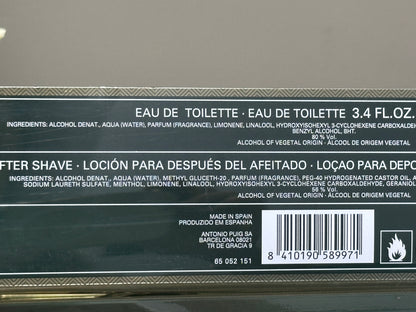 EAU DE TOILETTE · EAU DE TOILETTE 3.4 FL.OZ.
INGREDIENTS: ALCOHOL DENAT., AQUA (WATER), PARFUM (FRAGRANCE), LIMONENE, LINALOOL, HYDROXYISOHEXYL 3-CYCLOHEXENE CARBOXALDE
BENZYL ALCOHOL, BHT.
80 % Vol.
ALCOHOL OF VEGETAL ORIGIN · ALCOOL DE ORIGEM VEGETAL
FTER SHAVE · LOCIÓN PARA DESPUÉS DEL AFEITADO · LOÇAO PARA DEPO
INGREDIENTS: ALCOHOL DENAT., AQUA (WATER), METHYL GLUCETH-20, PARFUM (FRAGRANCE), PEG-40 HYDROGENATED CASTOR OIL, A
SODIUM LAURETH SULFATE, MENTHOL, LIMONENE, LINALOOL, HYDROXYISOHEXYL 3-CYCLOHEXENE CARBOXALDEHYDE, GERANIO
56 % Vol.
ALCOHOL OF VEGETAL ORIGIN · ALCOOL DE ORIGEM VEGETAL
MADE IN SPAIN
PRODUZIDO EM ESPANHA
ANTONIO PUIG SA
BARCELONA 08021
TR DE GRACIA 9
65 052 151
8 410190 589971